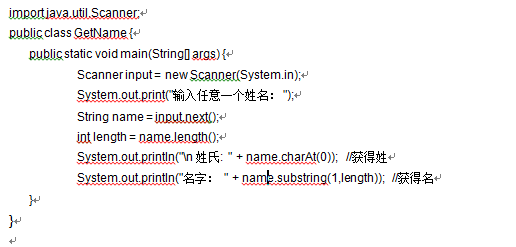 import java.util.Scanner;
public class GetName {
public static void main(String[] args) {
Scanner input = new Scanner(System.in);
System.out.print("输入任意一个姓名： ");
String name = input.next();
int length = name.length();
System.out.println("\n 姓氏: " + name.charAt(0)); //获得姓
System.out.println("名字： " + name.substring(1,length)); //获得名
}
}